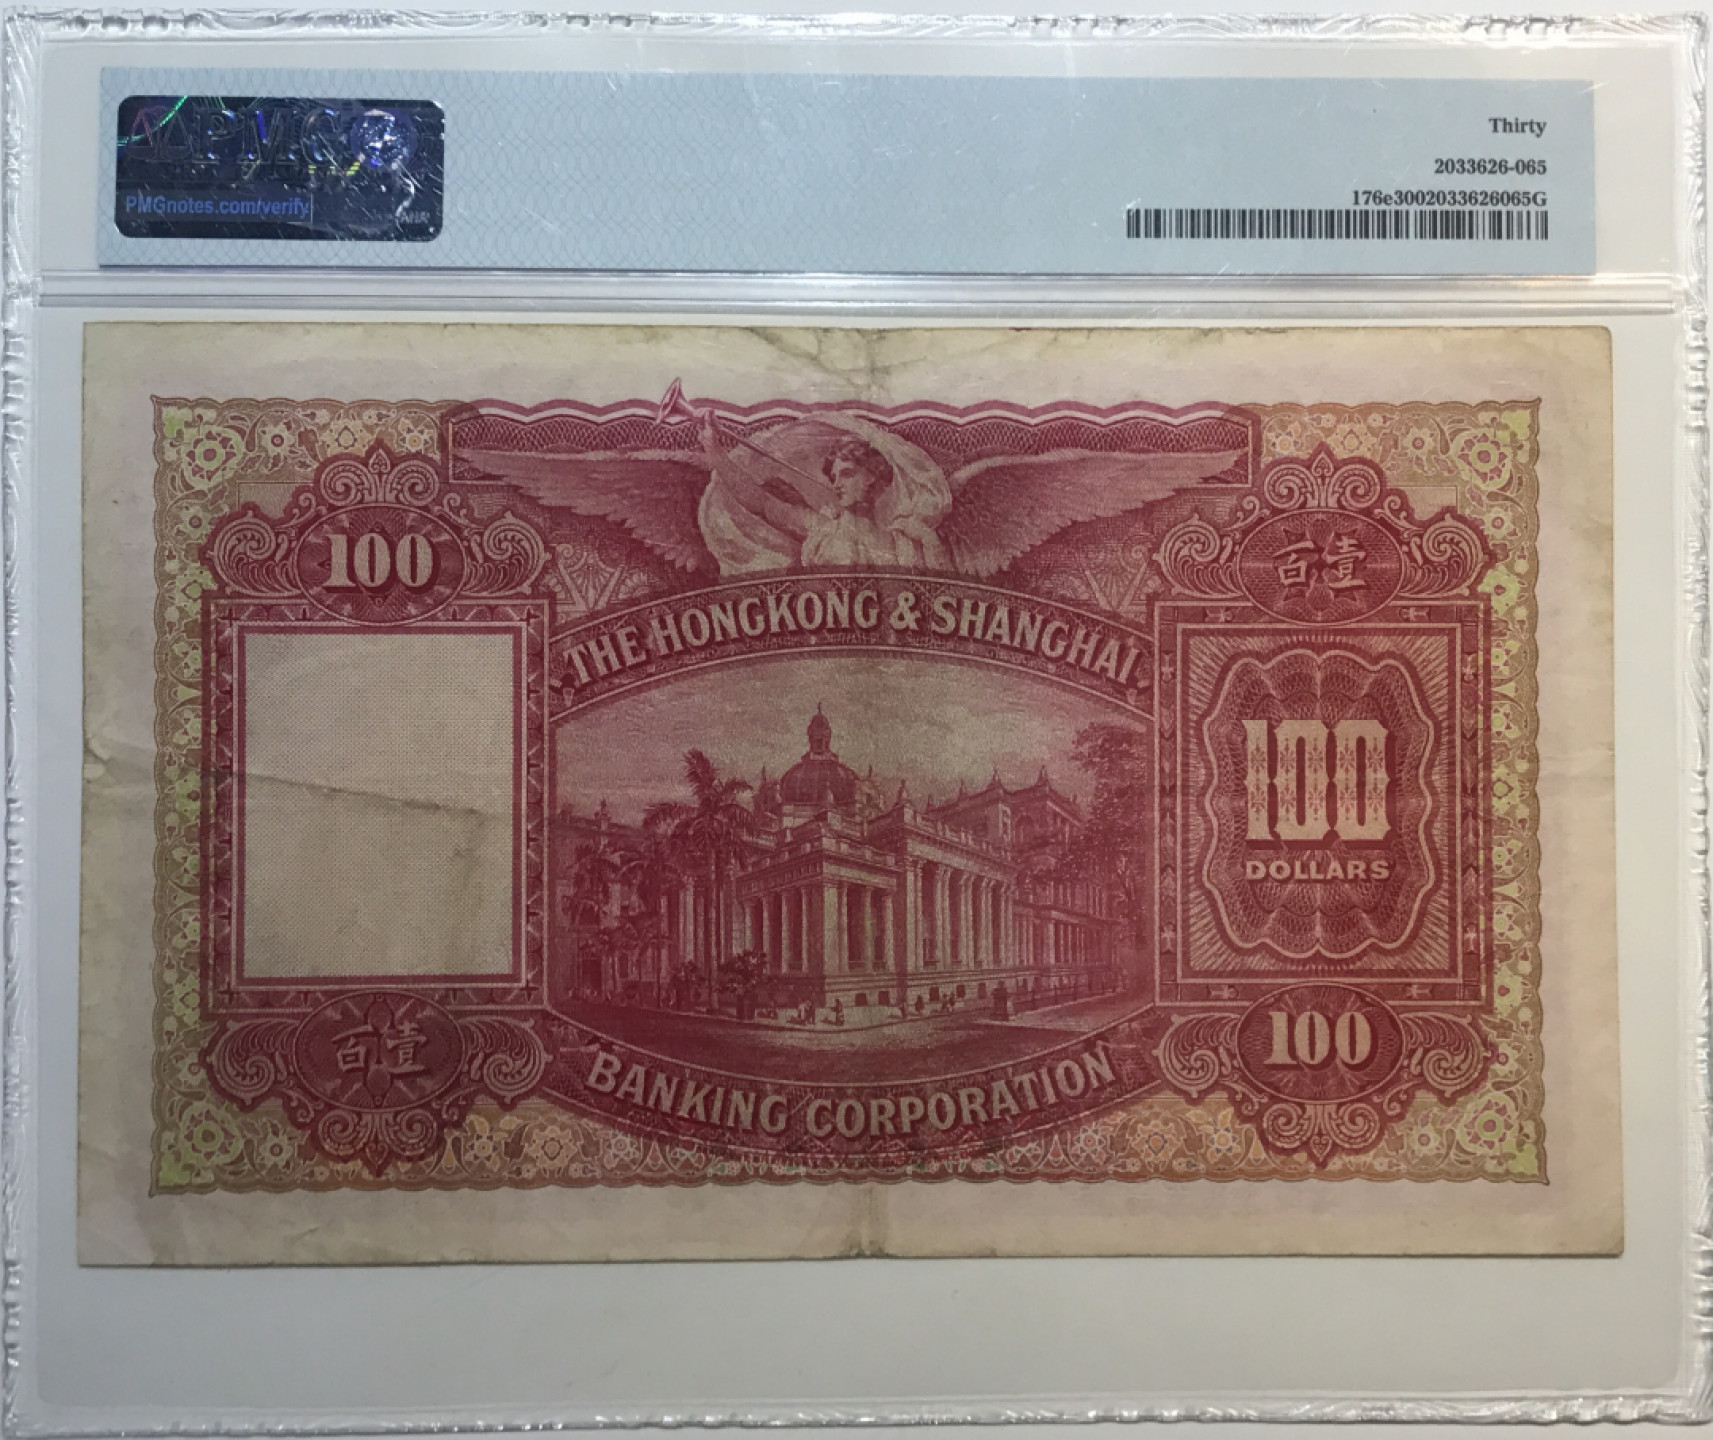 PMG
PMGnotes.com/verify
Thirty
2033626-065
176e3002033626065G
100
百壹
THE HONGKONG & SHANGHAI
100
DOLLARS
百壹
100
BANKING CORPORATION